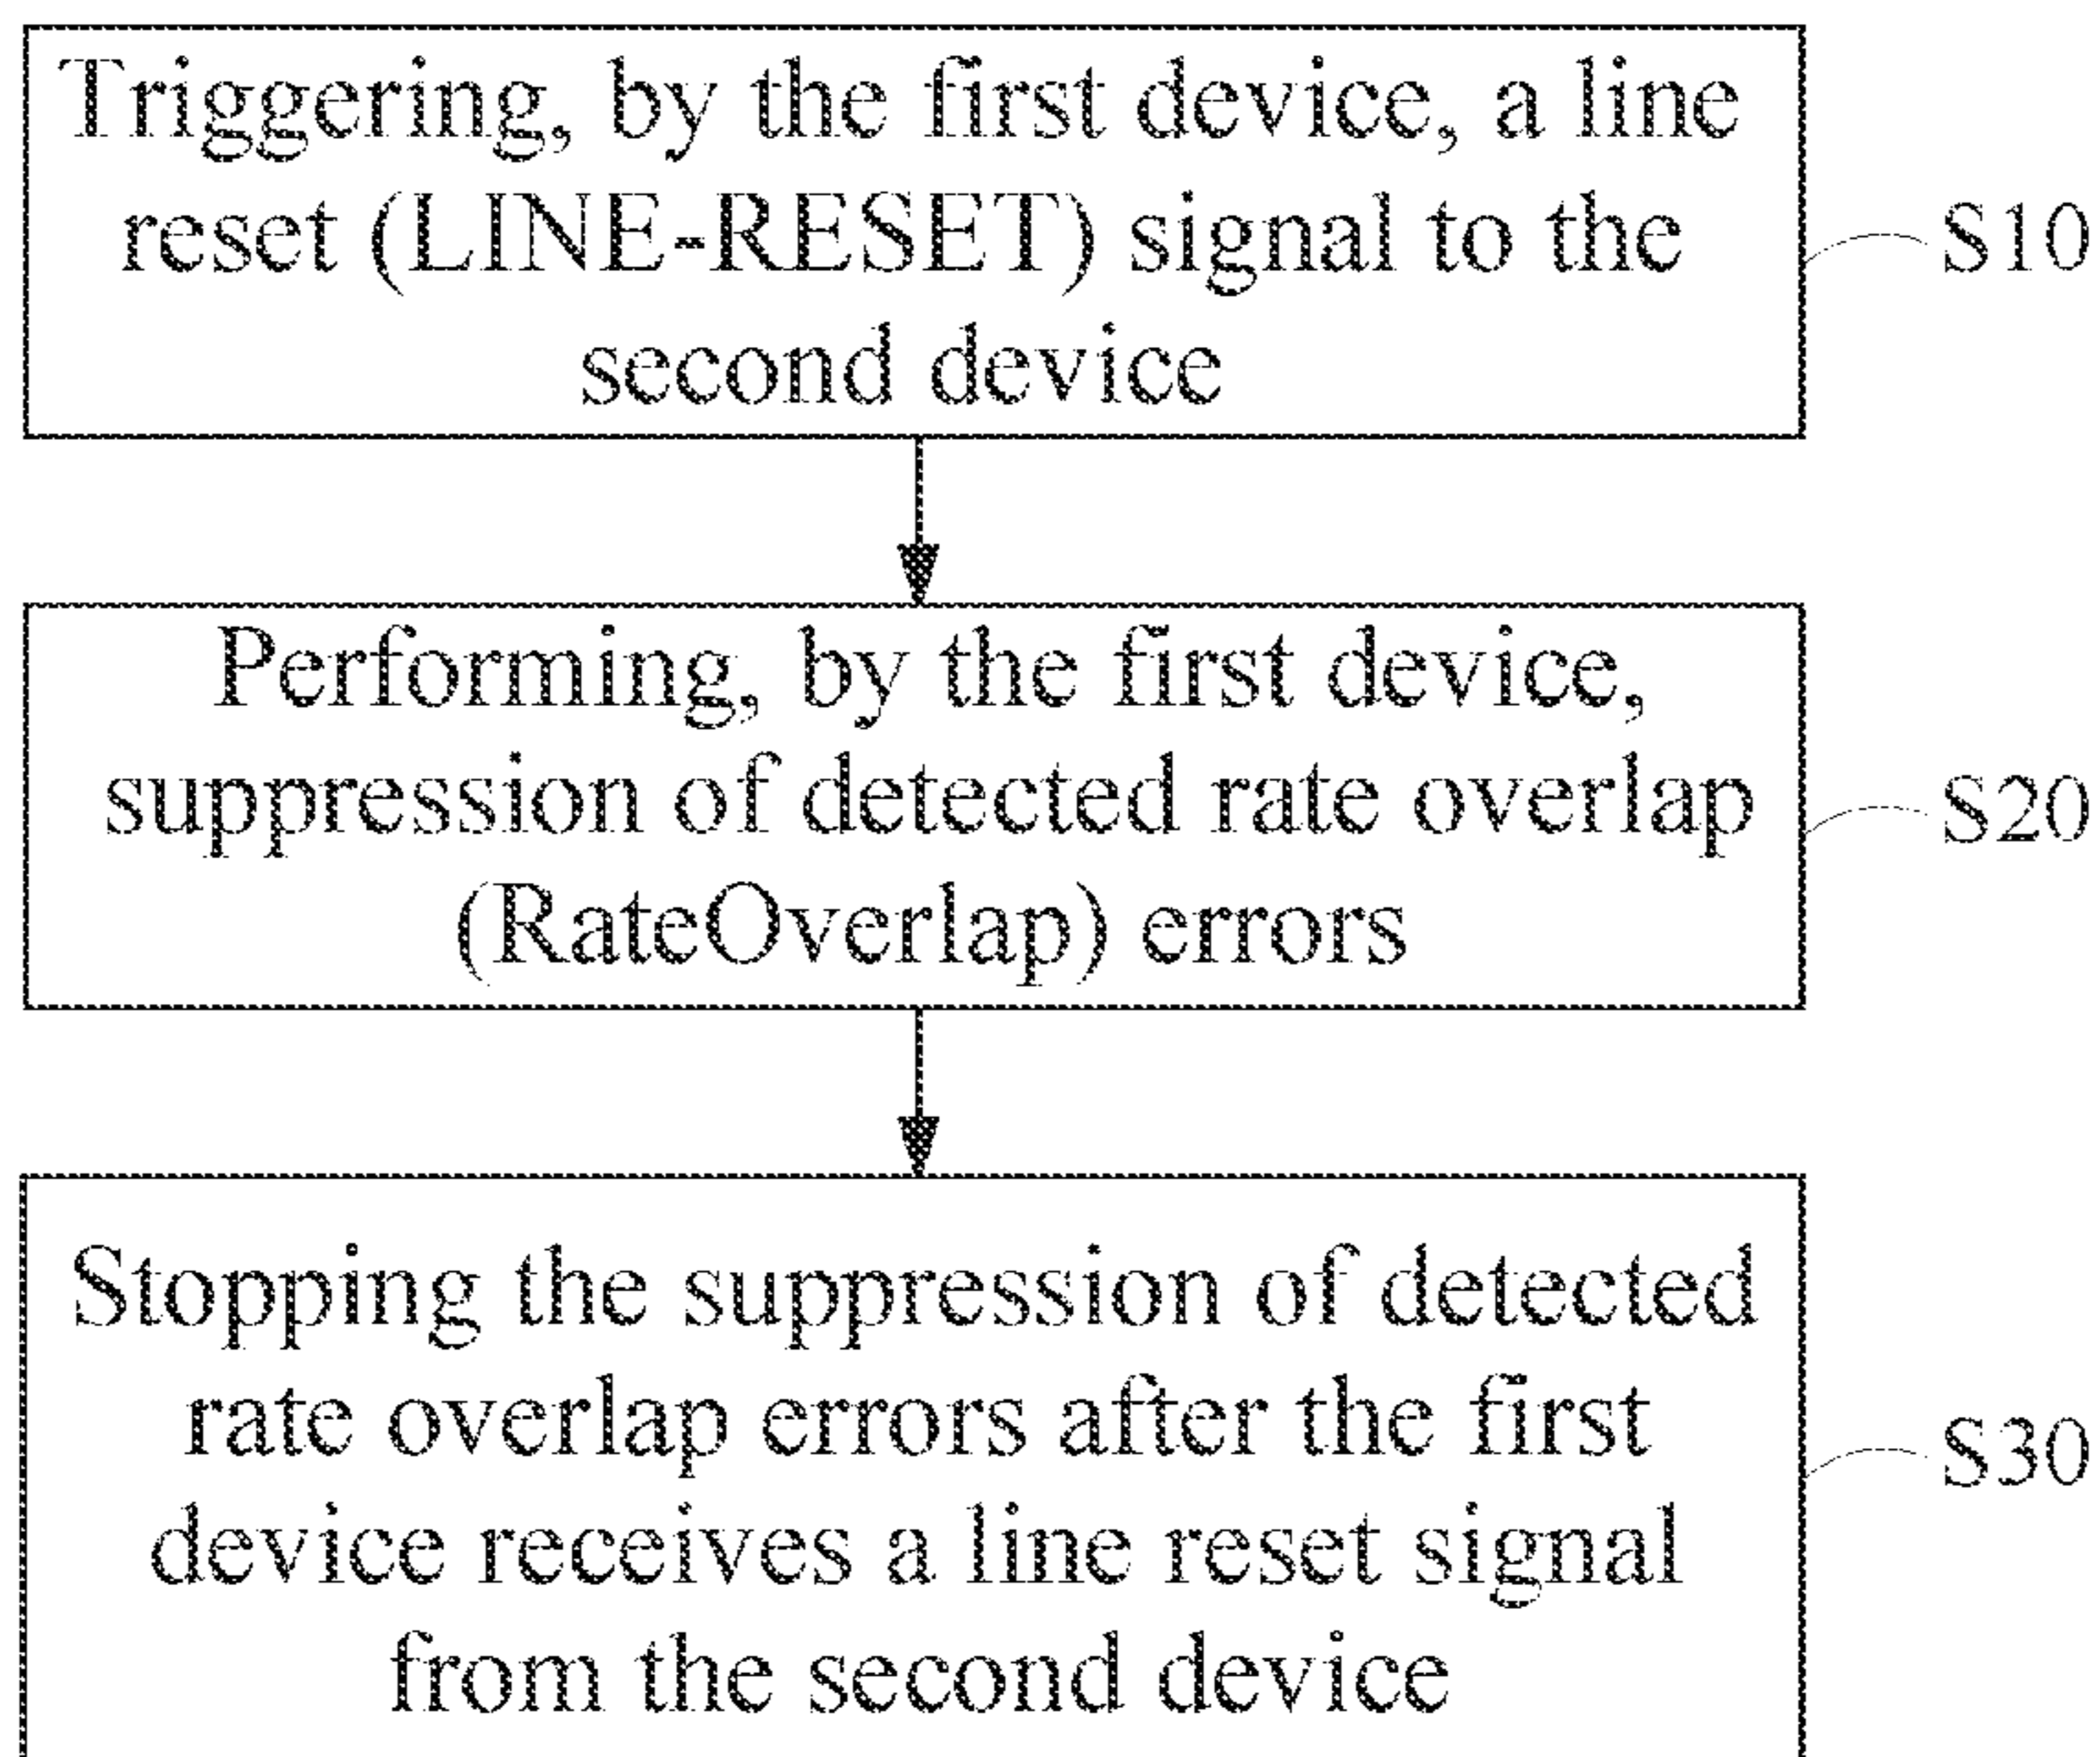 Triggering, by the first device, a line
reset (LINE-RESET) signal to the
second device
S10
Performing, by the first device,
suppression of detected rate overlap
(RateOverlap) errors
S20
Stopping the suppression of detected
rate overlap errors after the first
device receives a line reset signal
from the second device
S30